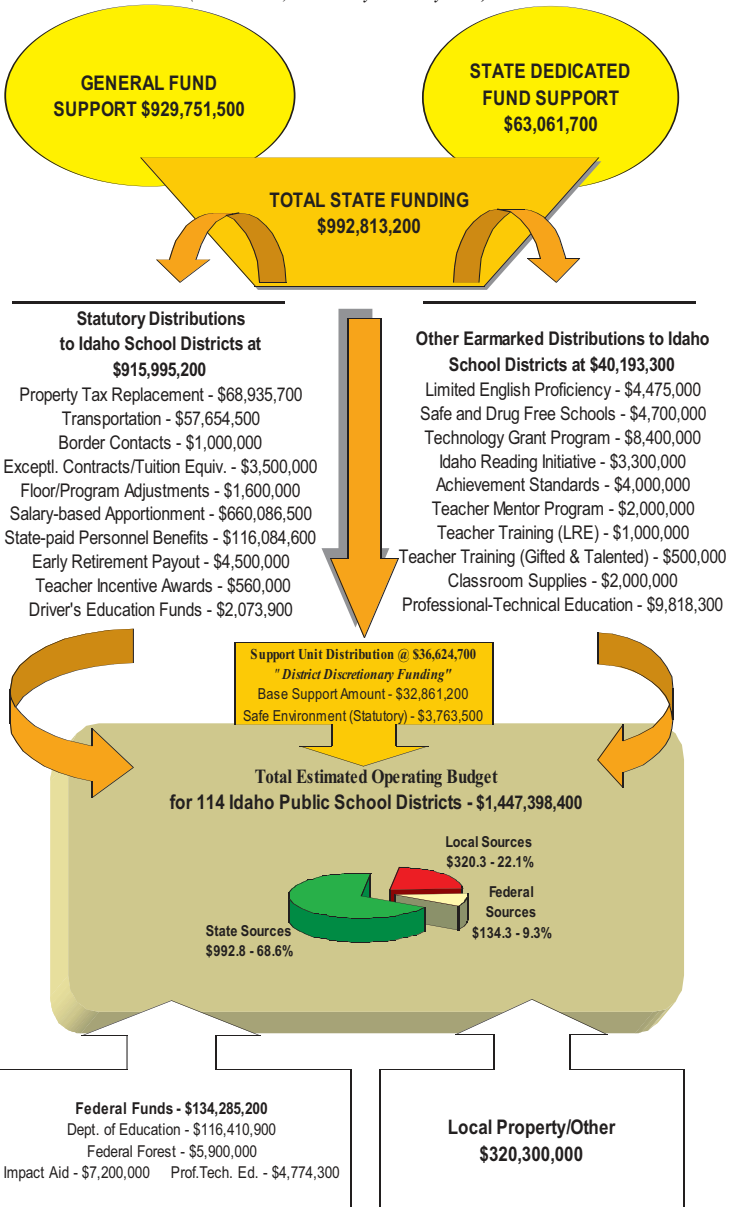 GENERAL FUND
SUPPORT $929,751,500
STATE DEDICATED
FUND SUPPORT
$63,061,700
TOTAL STATE FUNDING
$992,813,200
Statutory Distributions
to Idaho School Districts at
$915,995,200
Property Tax Replacement - $68,935,700
Transportation - $57,654,500
Border Contacts - $1,000,000
Exceptl. Contracts/Tuition Equiv. - $3,500,000
Floor/Program Adjustments - $1,600,000
Salary-based Apportionment - $660,086,500
State-paid Personnel Benefits - $116,084,600
Early Retirement Payout - $4,500,000
Teacher Incentive Awards - $560,000
Driver's Education Funds - $2,073,900
Other Earmarked Distributions to Idaho
School Districts at $40,193,300
Limited English Proficiency - $4,475,000
Safe and Drug Free Schools - $4,700,000
Technology Grant Program - $8,400,000
Idaho Reading Initiative - $3,300,000
Achievement Standards - $4,000,000
Teacher Mentor Program - $2,000,000
Teacher Training (LRE) - $1,000,000
Teacher Training (Gifted & Talented) - $500,000
Classroom Supplies - $2,000,000
Professional-Technical Education - $9,818,300
Support Unit Distribution @ $36,624,700
"District Discretionary Funding"
Base Support Amount - $32,861,200
Safe Environment (Statutory) - $3,763,500
Total Estimated Operating Budget
for 114 Idaho Public School Districts - $1,447,398,400
Local Sources
$320.3 - 22.1%
Federal
Sources
$134.3 - 9.3%
State Sources
$992.8 - 68.6%
Federal Funds - $134,285,200
Dept. of Education - $116,410,900
Federal Forest - $5,900,000
Impact Aid - $7,200,000 Prof.Tech. Ed. - $4,774,300
Local Property/Other
$320,300,000